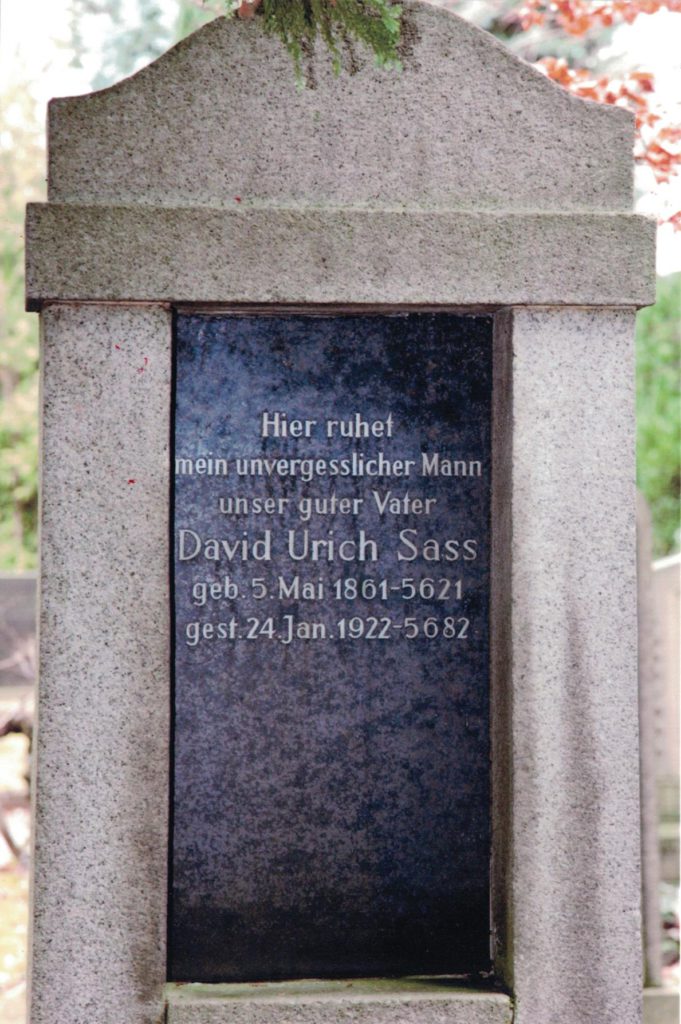 Hier ruhet
mein unvergesslicher Mann
unser guter Vater
David Urich Sass
geb. 5. Mai 1861-5621
gest. 24. Jan. 1922-5682